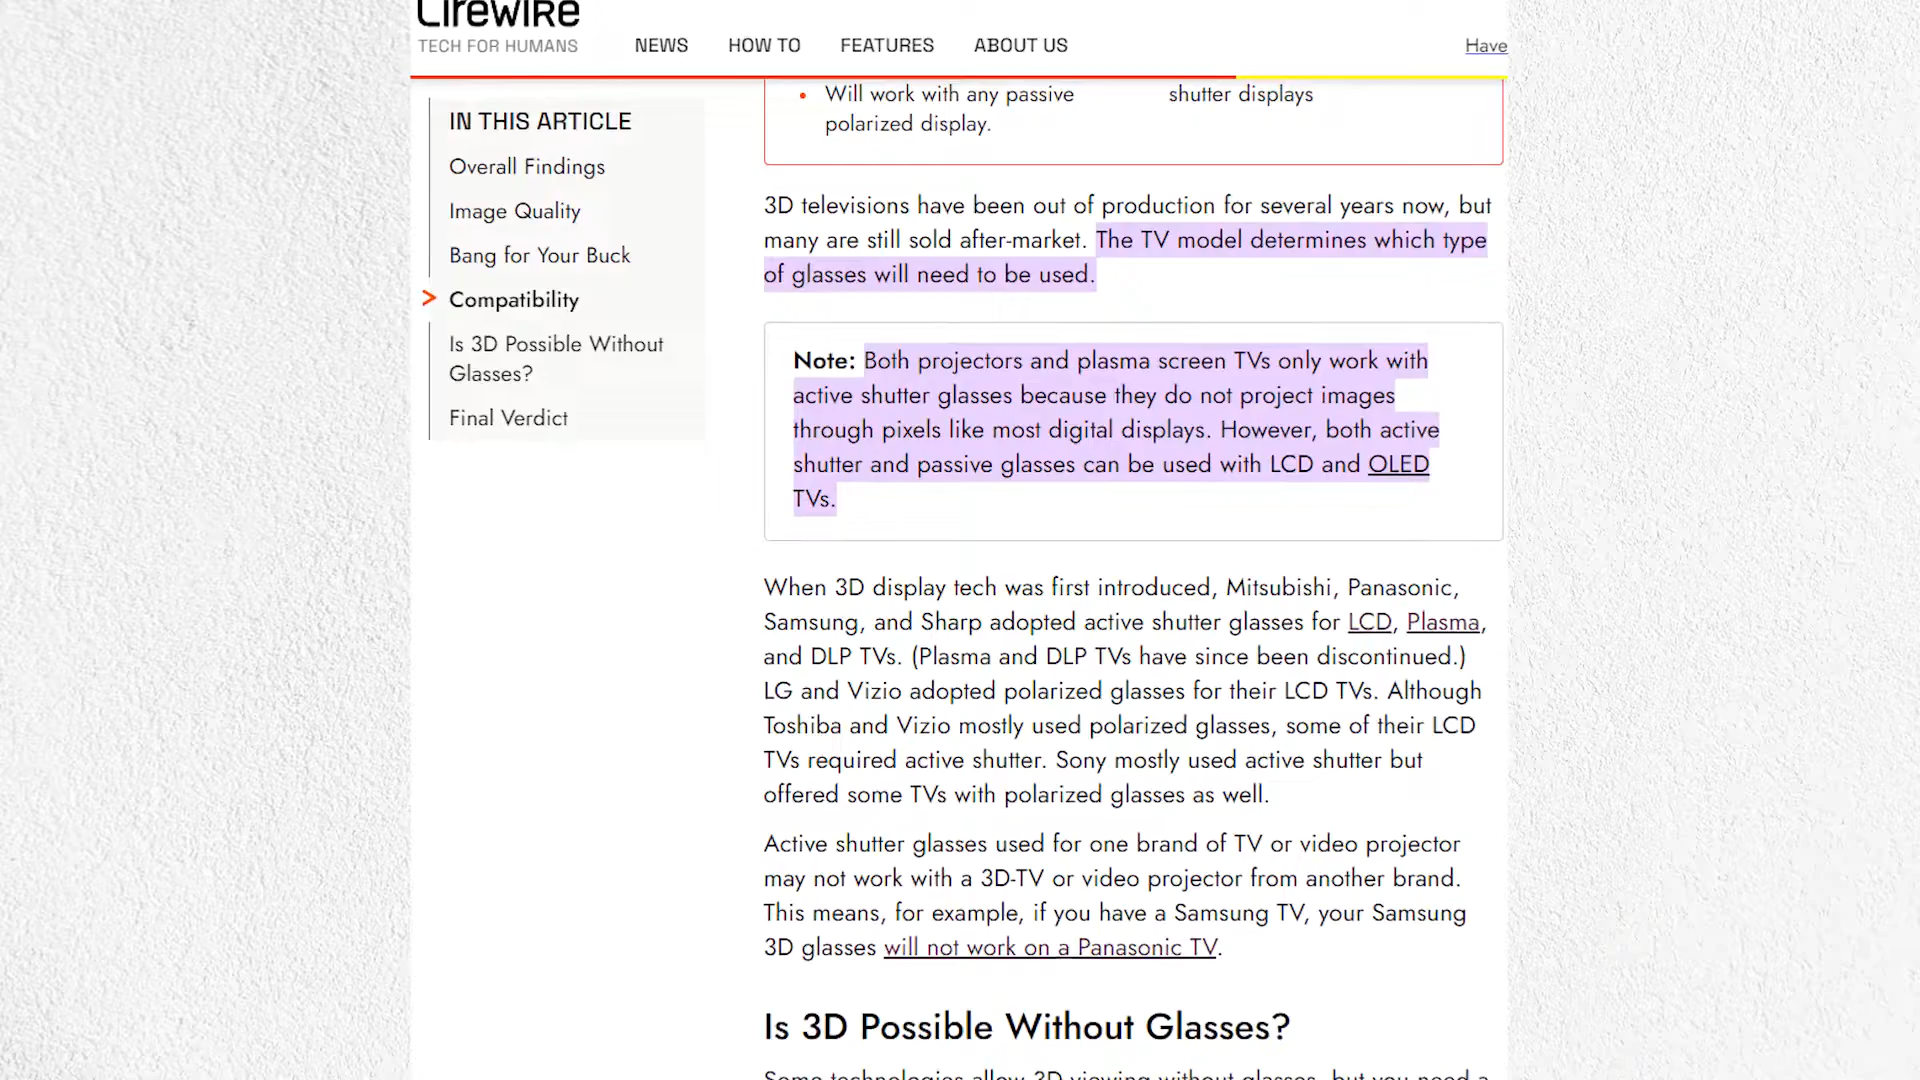 Lifewire
TECH FOR HUMANS
NEWS
HOW TO
FEATURES
ABOUT US
Have
IN THIS ARTICLE
Overall Findings
Image Quality
Bang for Your Buck
> Compatibility
Is 3D Possible Without
Glasses?
Final Verdict
• Will work with any passive
polarized display.
shutter displays
3D televisions have been out of production for several years now, but
many are still sold after-market. The TV model determines which type
of glasses will need to be used.
Note: Both projectors and plasma screen TVs only work with
active shutter glasses because they do not project images
through pixels like most digital displays. However, both active
shutter and passive glasses can be used with LCD and OLED
TVs.
When 3D display tech was first introduced, Mitsubishi, Panasonic,
Samsung, and Sharp adopted active shutter glasses for LCD, Plasma,
and DLP TVs. (Plasma and DLP TVs have since been discontinued.)
LG and Vizio adopted polarized glasses for their LCD TVs. Although
Toshiba and Vizio mostly used polarized glasses, some of their LCD
TVs required active shutter. Sony mostly used active shutter but
offered some TVs with polarized glasses as well.
Active shutter glasses used for one brand of TV or video projector
may not work with a 3D-TV or video projector from another brand.
This means, for example, if you have a Samsung TV, your Samsung
3D glasses will not work on a Panasonic TV.
Is 3D Possible Without Glasses?
Some technologies allow 3D viewing without glasses, but you need a